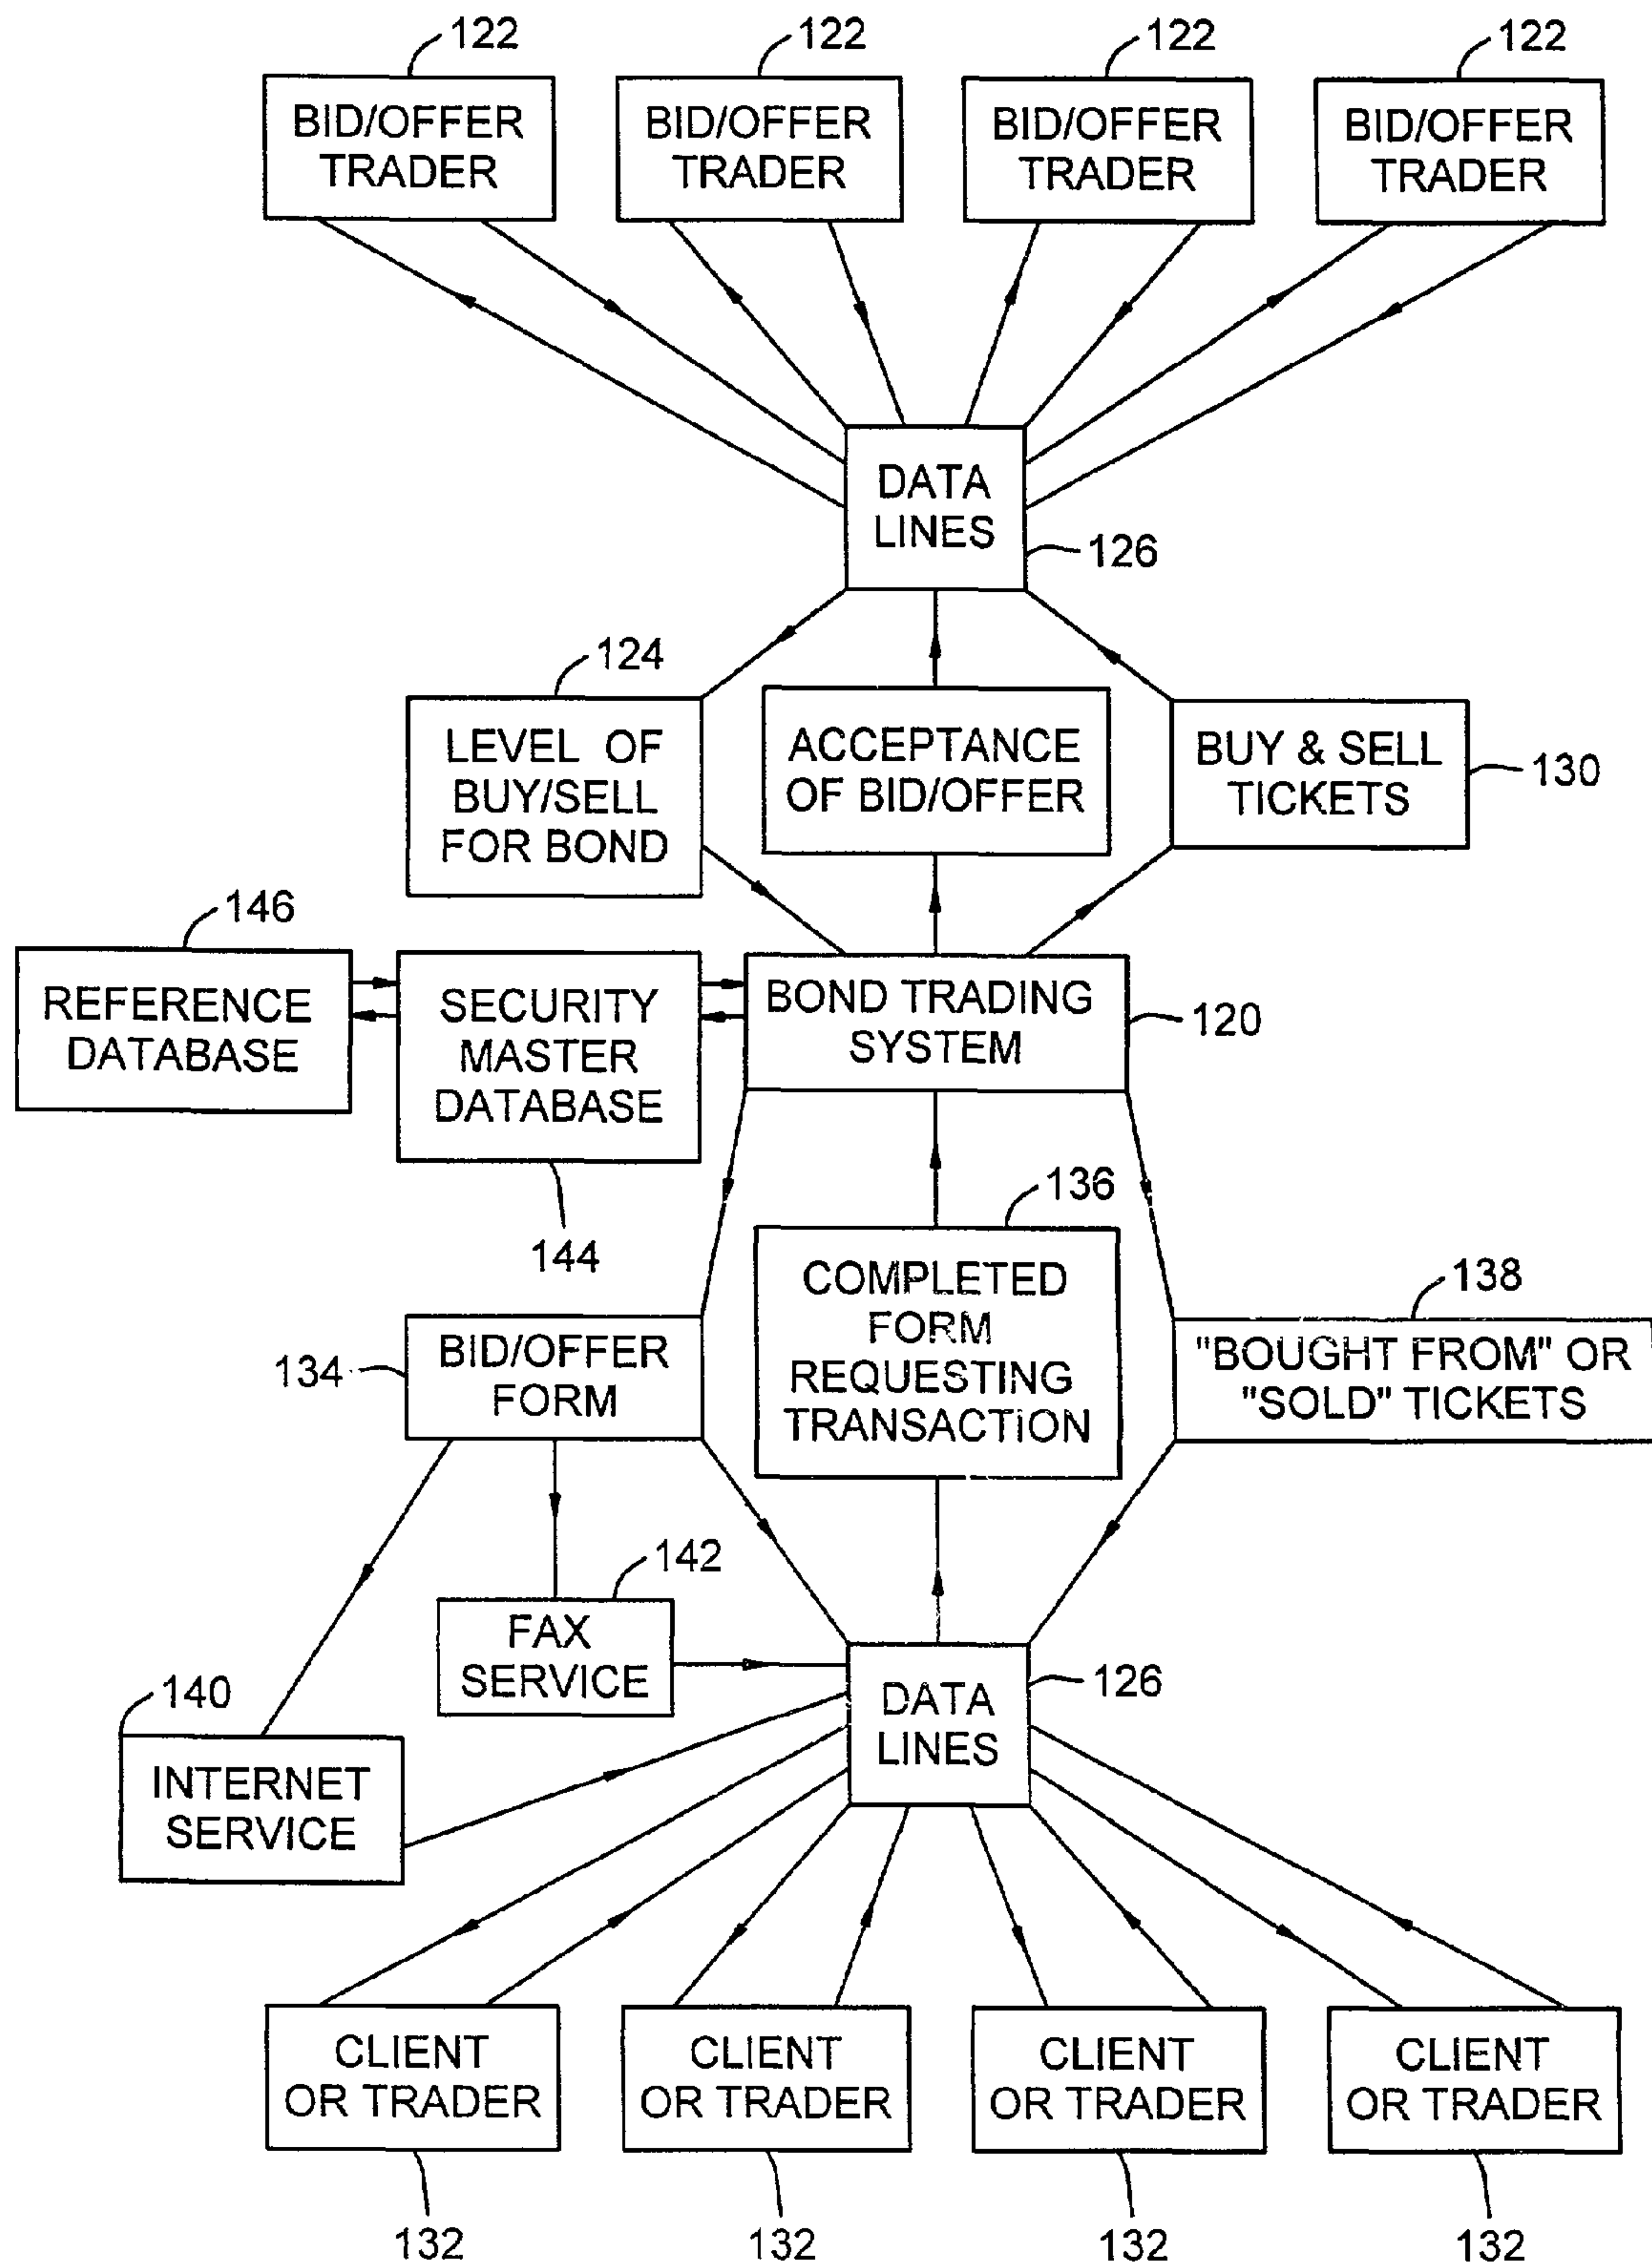 122
122
122
122
BID/OFFER
TRADER
BID/OFFER
TRADER
BID/OFFER
TRADER
BID/OFFER
TRADER
DATA
LINES
126
124
LEVEL OF
BUY/SELL
FOR BOND
ACCEPTANCE
OF BID/OFFER
BUY & SELL
TICKETS
130
146
REFERENCE
DATABASE
SECURITY
MASTER
DATABASE
144
BOND TRADING
SYSTEM
120
136
COMPLETED
FORM
REQUESTING
TRANSACTION
134
BID/OFFER
FORM
138
"BOUGHT FROM" OR
"SOLD" TICKETS
142
FAX
SERVICE
140
INTERNET
SERVICE
DATA
LINES
126
CLIENT
OR TRADER
CLIENT
OR TRADER
CLIENT
OR TRADER
CLIENT
OR TRADER
132
132
132
132